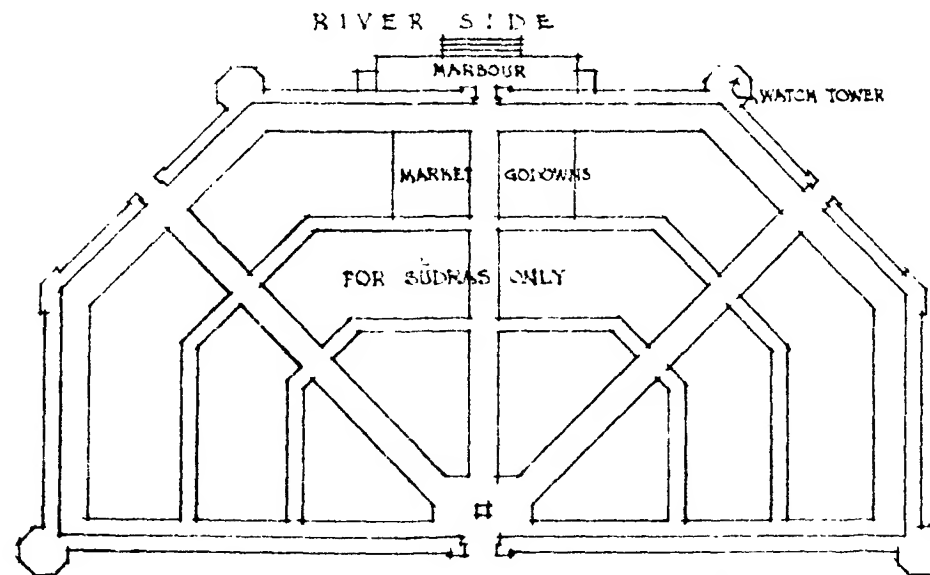 RIVER SIDE
HARBOUR
WATCH TOWER
MARKET GODOWNS
FOR SŪDRAS ONLY